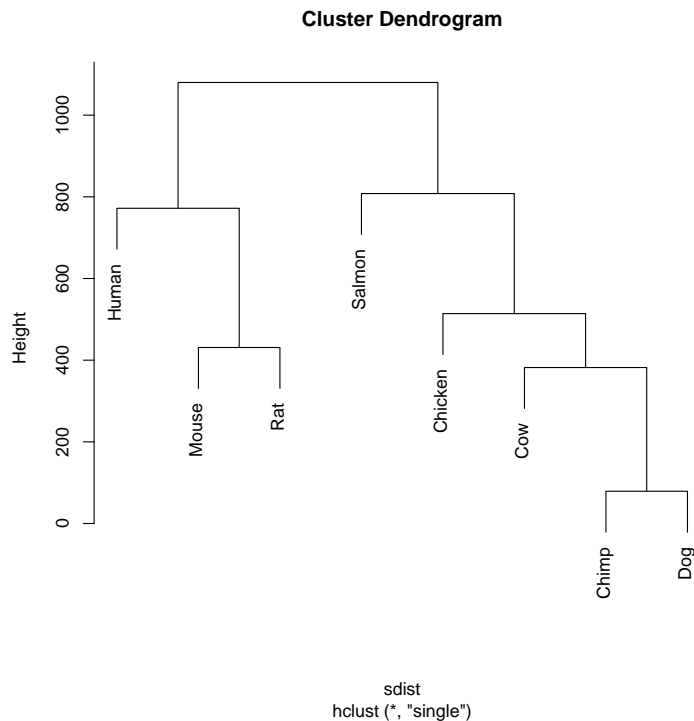 Cluster Dendrogram
Height
1000
800
600
400
200
0
Human
Mouse
Rat
Salmon
Chicken
Cow
Chimp
Dog
sdist
hclust (*, "single")